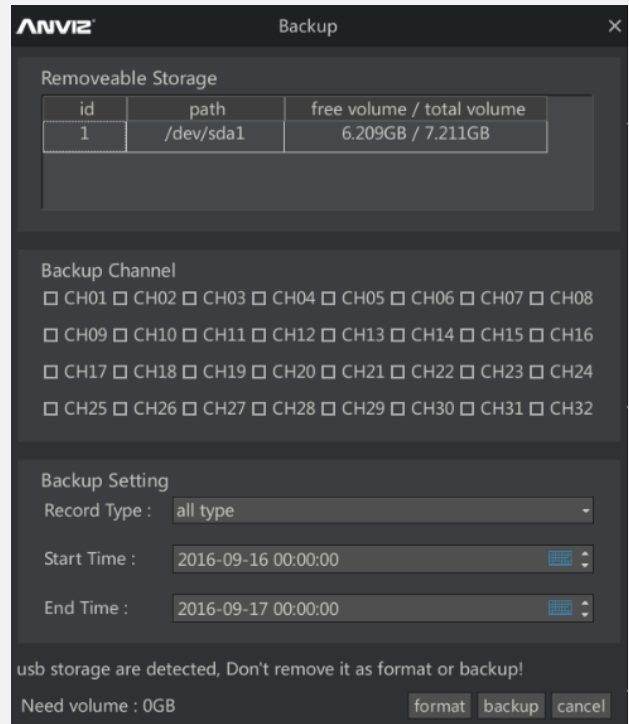 ANVIZ Backup
Removeable Storage
id path free volume / total volume
1 /dev/sda1 6.209GB / 7.211GB
Backup Channel
CH01 CH02 CH03 CH04 CH05 CH06 CH07 CH08
CH09 CH10 CH11 CH12 CH13 CH14 CH15 CH16
CH17 CH18 CH19 CH20 CH21 CH22 CH23 CH24
CH25 CH26 CH27 CH28 CH29 CH30 CH31 CH32
Backup Setting
Record Type : all type
Start Time : 2016-09-16 00:00:00
End Time : 2016-09-17 00:00:00
usb storage are detected, Don't remove it as format or backup!
Need volume : 0GB format backup cancel